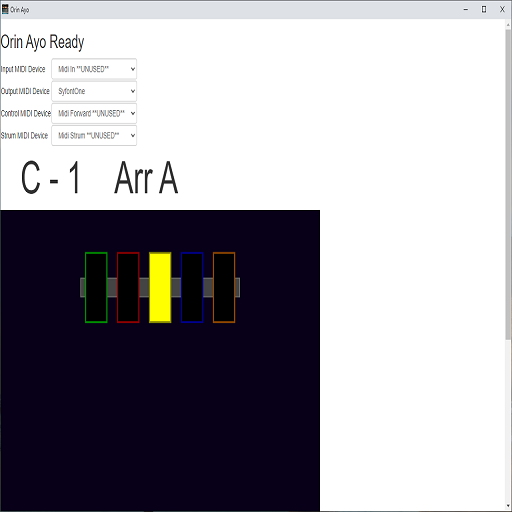 Orin Ayo
Orin Ayo Ready
Input MIDI Device Midi In **UNUSED**
Output MIDI Device SyfontOne
Control MIDI Device Midi Forward **UNUSED**
Strum MIDI Device Midi Strum **UNUSED**
C - 1 Arr A